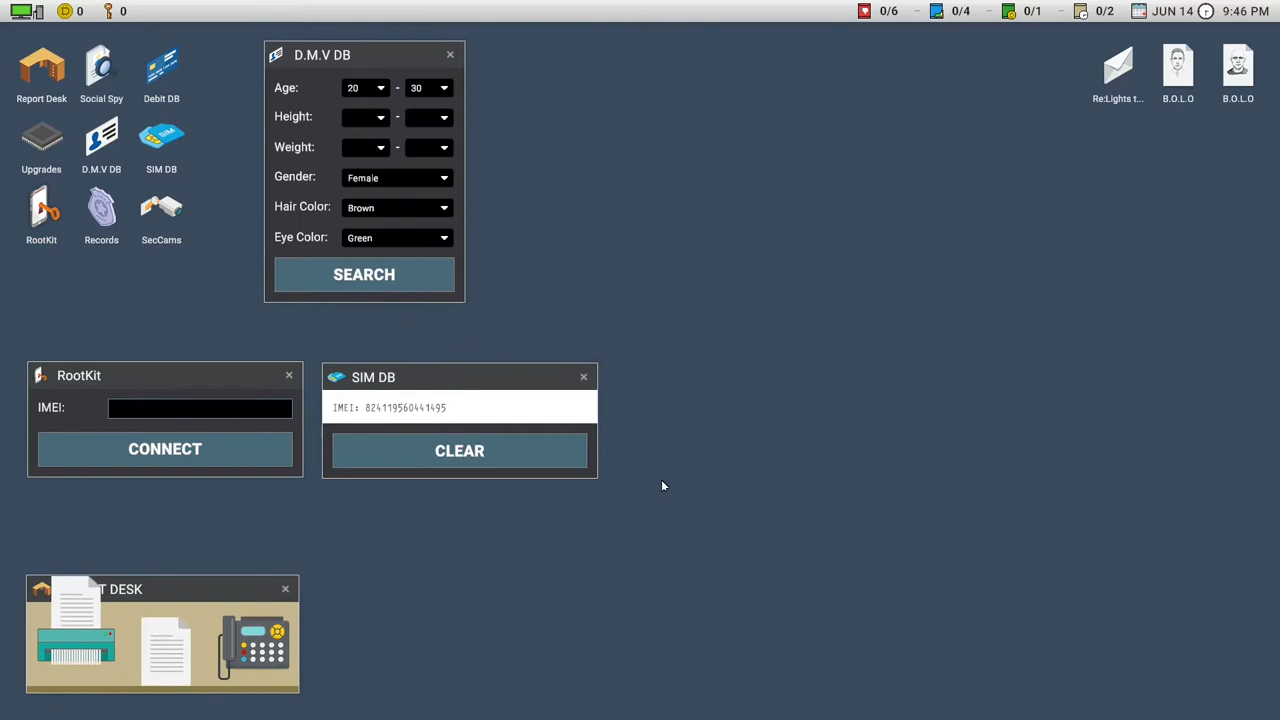 0 0 0/6 0/4 0/1 0/2 JUN 14 9:46 PM
Report Desk Social Spy Debit DB
Upgrades D.M.V DB SIM DB
SIM
RootKit Records SecCams
D.M.V DB
Age: 20 - 30
Height: -
Weight: -
Gender: Female
Hair Color: Brown
Eye Color: Green
SEARCH
Re:Lights t... B.O.L.O B.O.L.O
RootKit
IMEI:
CONNECT
SIM DB
IMEI: 824119560441495
CLEAR
T DESK